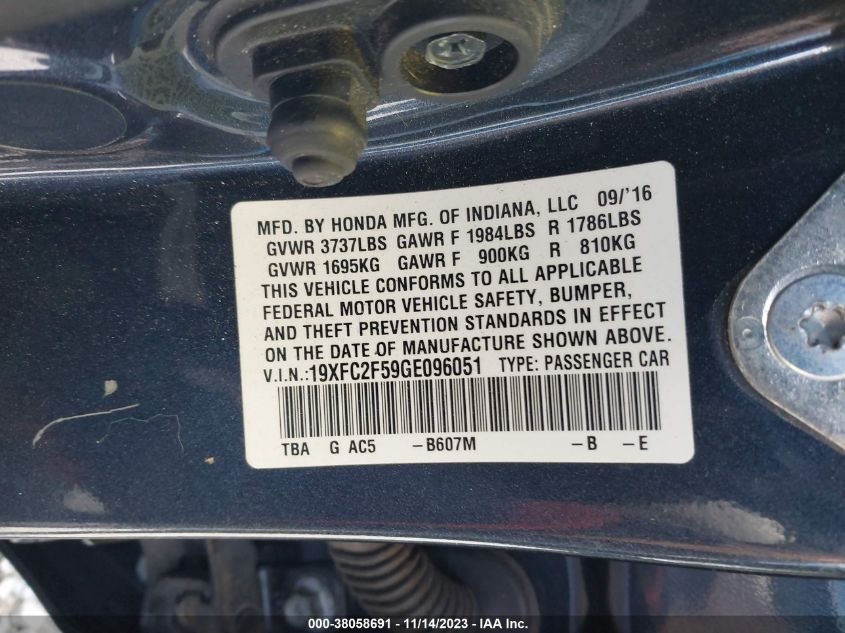 MFD. BY HONDA MFG. OF INDIANA, LLC 09/'16
GVWR 3737LBS GAWR F 1984LBS R 1786LBS
GVWR 1695KG GAWR F 900KG R 810KG
THIS VEHICLE CONFORMS TO ALL APPLICABLE
FEDERAL MOTOR VEHICLE SAFETY, BUMPER,
AND THEFT PREVENTION STANDARDS IN EFFECT
ON THE DATE OF MANUFACTURE SHOWN ABOVE.
V.I.N.:19XFC2F59GE096051 TYPE: PASSENGER CAR
TBA G AC5 –B607M –B –E
000-38058691 - 11/14/2023 - IAA Inc.